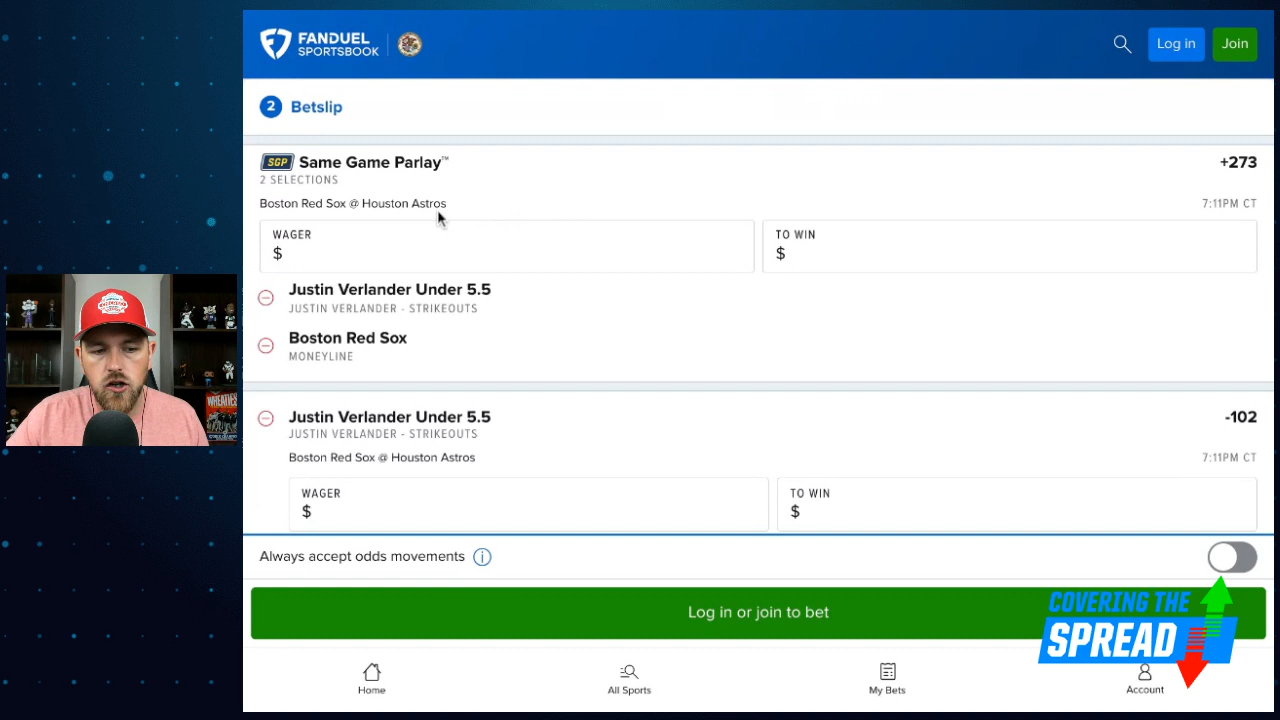 FANDUEL
SPORTSBOOK
Log in
Join
2 Betslip
SGP Same Game Parlay™ +273
2 SELECTIONS
Boston Red Sox @ Houston Astros 7:11PM CT
WAGER TO WIN
$ $
Justin Verlander Under 5.5
JUSTIN VERLANDER - STRIKEOUTS
Boston Red Sox
MONEYLINE
Justin Verlander Under 5.5 -102
JUSTIN VERLANDER - STRIKEOUTS
Boston Red Sox @ Houston Astros 7:11PM CT
WAGER TO WIN
$ $
Always accept odds movements
Log in or join to bet
COVERING THE
SPREAD
Home All Sports My Bets Account
WHEATIES